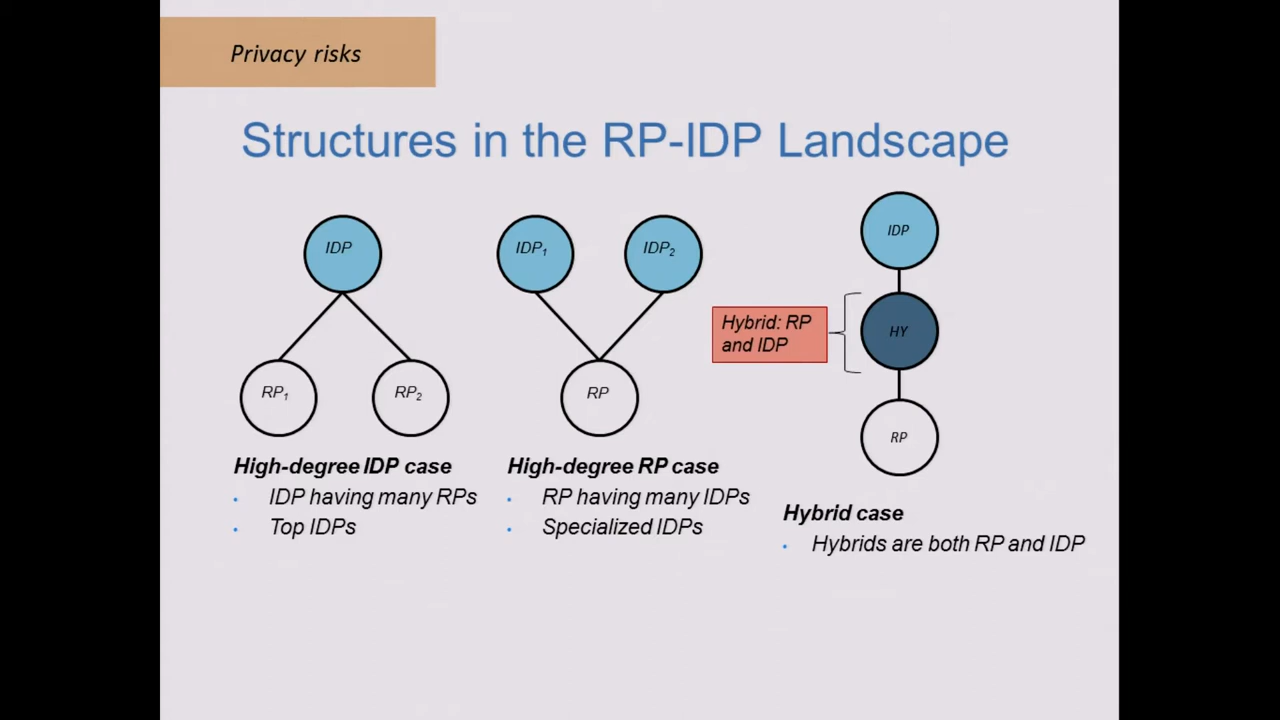 Privacy risks
Structures in the RP-IDP Landscape
IDP
RP₁
RP₂
High-degree IDP case
• IDP having many RPs
• Top IDPs
IDP₁
IDP₂
RP
High-degree RP case
• RP having many IDPs
• Specialized IDPs
IDP
Hybrid: RP
and IDP
HY
RP
Hybrid case
• Hybrids are both RP and IDP